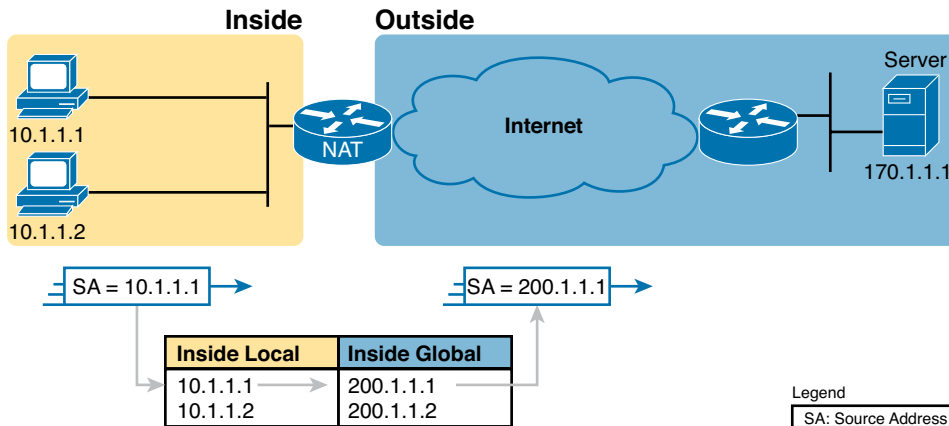 Inside Outside
Server
10.1.1.1
NAT
Internet
170.1.1.1
10.1.1.2
SA = 10.1.1.1
SA = 200.1.1.1
Inside Local Inside Global
10.1.1.1 200.1.1.1
10.1.1.2 200.1.1.2
Legend
SA: Source Address